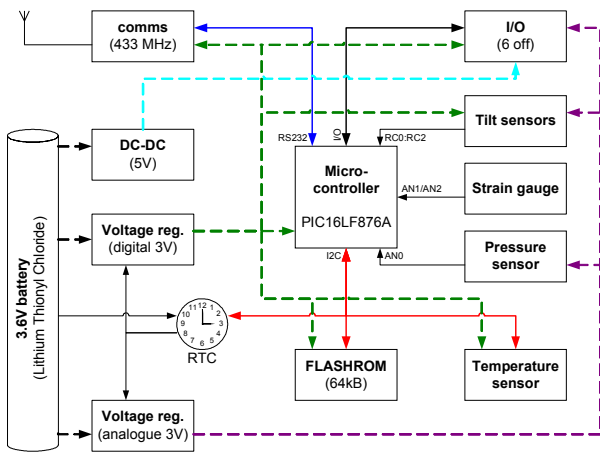 comms
(433 MHz)
I/O
(6 off)
DC-DC
(5V)
Tilt sensors
RS232
I/O
RC0:RC2
Micro-
controller
PIC16LF876A
AN1/AN2
Strain gauge
Voltage reg.
(digital 3V)
I2C
AN0
Pressure
sensor
3.6V battery
(Lithium Thionyl Chloride)
12
1
2
3
4
5
6
7
8
9
10
11
RTC
FLASHROM
(64kB)
Temperature
sensor
Voltage reg.
(analogue 3V)